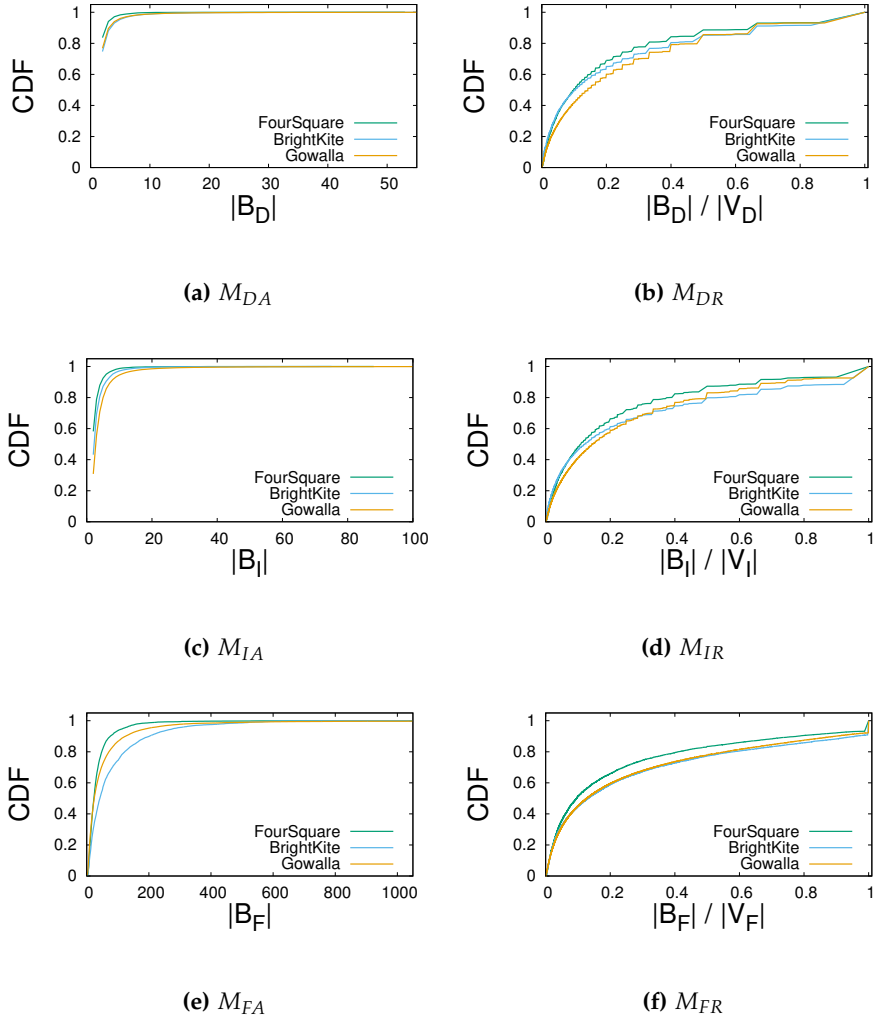 1
0.8
0.6
0.4
0.2
0
CDF
FourSquare
BrightKite
Gowalla
0 10 20 30 40 50
|B_D|
(a) M_DA
1
0.8
0.6
0.4
0.2
0
CDF
FourSquare
BrightKite
Gowalla
0 0.2 0.4 0.6 0.8 1
|B_D| / |V_D|
(b) M_DR
1
0.8
0.6
0.4
0.2
0
CDF
FourSquare
BrightKite
Gowalla
0 20 40 60 80 100
|B_I|
(c) M_IA
1
0.8
0.6
0.4
0.2
0
CDF
FourSquare
BrightKite
Gowalla
0 0.2 0.4 0.6 0.8 1
|B_I| / |V_I|
(d) M_IR
1
0.8
0.6
0.4
0.2
0
CDF
FourSquare
BrightKite
Gowalla
0 200 400 600 800 1000
|B_F|
(e) M_FA
1
0.8
0.6
0.4
0.2
0
CDF
FourSquare
BrightKite
Gowalla
0 0.2 0.4 0.6 0.8 1
|B_F| / |V_F|
(f) M_FR